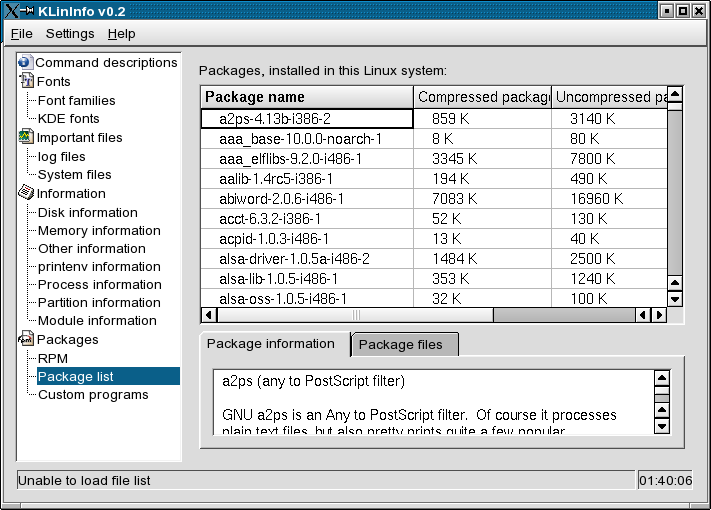 KLinInfo v0.2
File Settings Help
Command descriptions
Fonts
Font families
KDE fonts
Important files
log files
System files
Information
Disk information
Memory information
Other information
printenv information
Process information
Partition information
Module information
Packages
RPM
Package list
Custom programs
Packages, installed in this Linux system:
Package name Compressed packag Uncompressed pa
a2ps-4.13b-i386-2 859 K 3140 K
aaa_base-10.0.0-noarch-1 8 K 80 K
aaa_elflibs-9.2.0-i486-1 3345 K 7800 K
aalib-1.4rc5-i386-1 194 K 490 K
abiword-2.0.6-i486-1 7083 K 16960 K
acct-6.3.2-i386-1 52 K 130 K
acpid-1.0.3-i486-1 13 K 40 K
alsa-driver-1.0.5a-i486-2 1484 K 2500 K
alsa-lib-1.0.5-i486-1 353 K 1240 K
alsa-oss-1.0.5-i486-1 32 K 100 K
Package information Package files
a2ps (any to PostScript filter)
GNU a2ps is an Any to PostScript filter. Of course it processes
plain text files, but also pretty prints quite a few popular
Unable to load file list 01:40:06